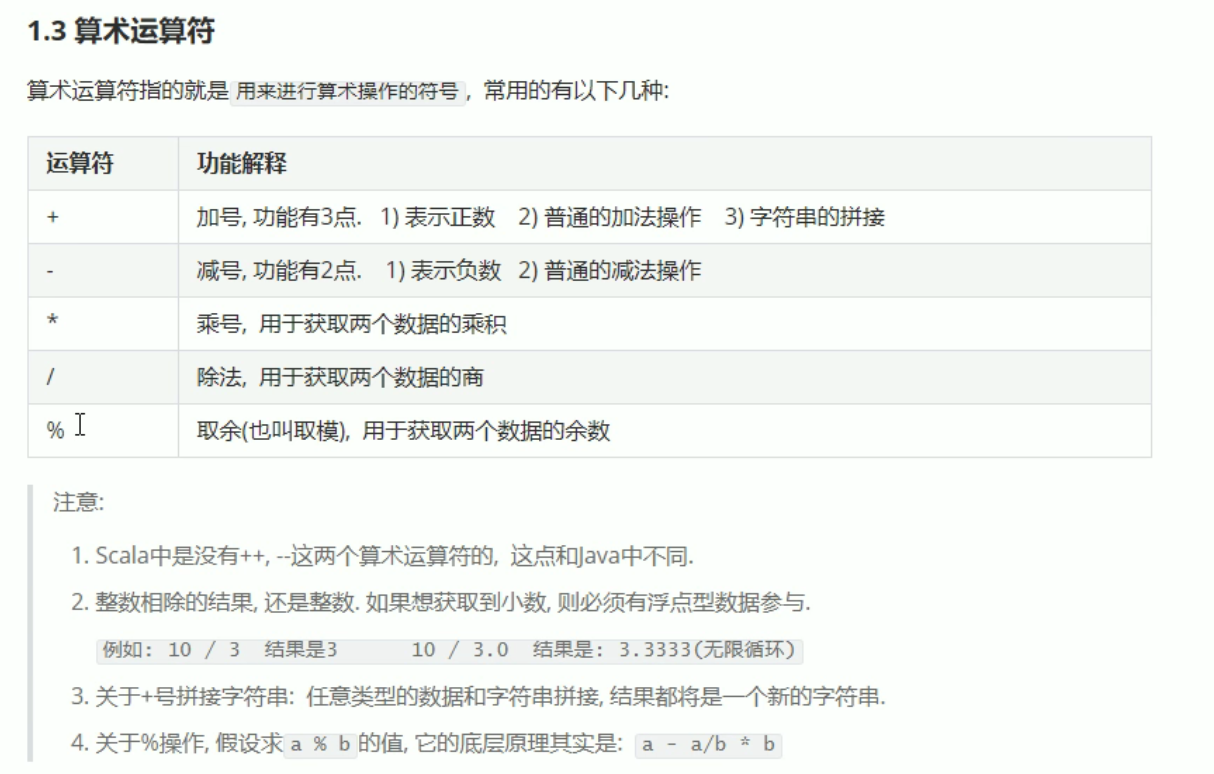 1.3 算术运算符
算术运算符指的就是 用来进行算术操作的符号 ，常用的有以下几种:
运算符 功能解释
+ 加号, 功能有3点. 1) 表示正数 2) 普通的加法操作 3) 字符串的拼接
- 减号, 功能有2点. 1) 表示负数 2) 普通的减法操作
* 乘号, 用于获取两个数据的乘积
/ 除法, 用于获取两个数据的商
% 取余(也叫取模), 用于获取两个数据的余数
注意:
1. Scala中是没有++, --这两个算术运算符的, 这点和Java中不同.
2. 整数相除的结果, 还是整数. 如果想获取到小数, 则必须有浮点型数据参与.
例如: 10 / 3 结果是3 10 / 3.0 结果是: 3.3333(无限循环)
3. 关于+号拼接字符串: 任意类型的数据和字符串拼接, 结果都将是一个新的字符串.
4. 关于%操作, 假设求 a % b 的值, 它的底层原理其实是: a - a/b * b